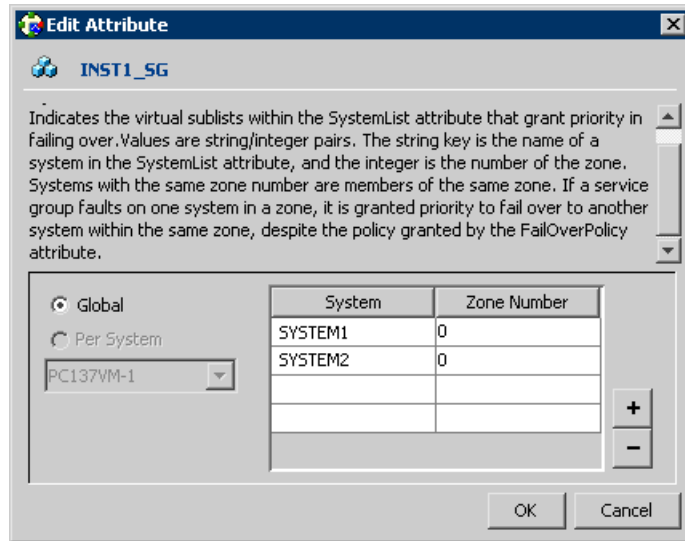 Edit Attribute
INST1_SG
Indicates the virtual sublists within the SystemList attribute that grant priority in
failing over.Values are string/integer pairs. The string key is the name of a
system in the SystemList attribute, and the integer is the number of the zone.
Systems with the same zone number are members of the same zone. If a service
group faults on one system in a zone, it is granted priority to fail over to another
system within the same zone, despite the policy granted by the FailOverPolicy
attribute.
Global
Per System
PC137VM-1
System Zone Number
SYSTEM1 0
SYSTEM2 0
+
-
OK Cancel